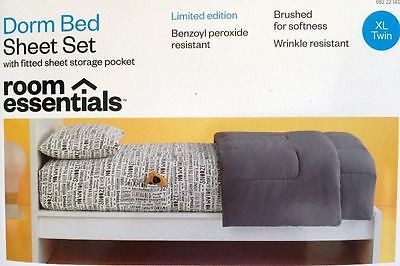 Dorm Bed
Sheet Set
with fitted sheet storage pocket
Limited edition
Benzoyl peroxide
resistant
Brushed
for softness
Wrinkle resistant
XL
Twin
room
essentials™